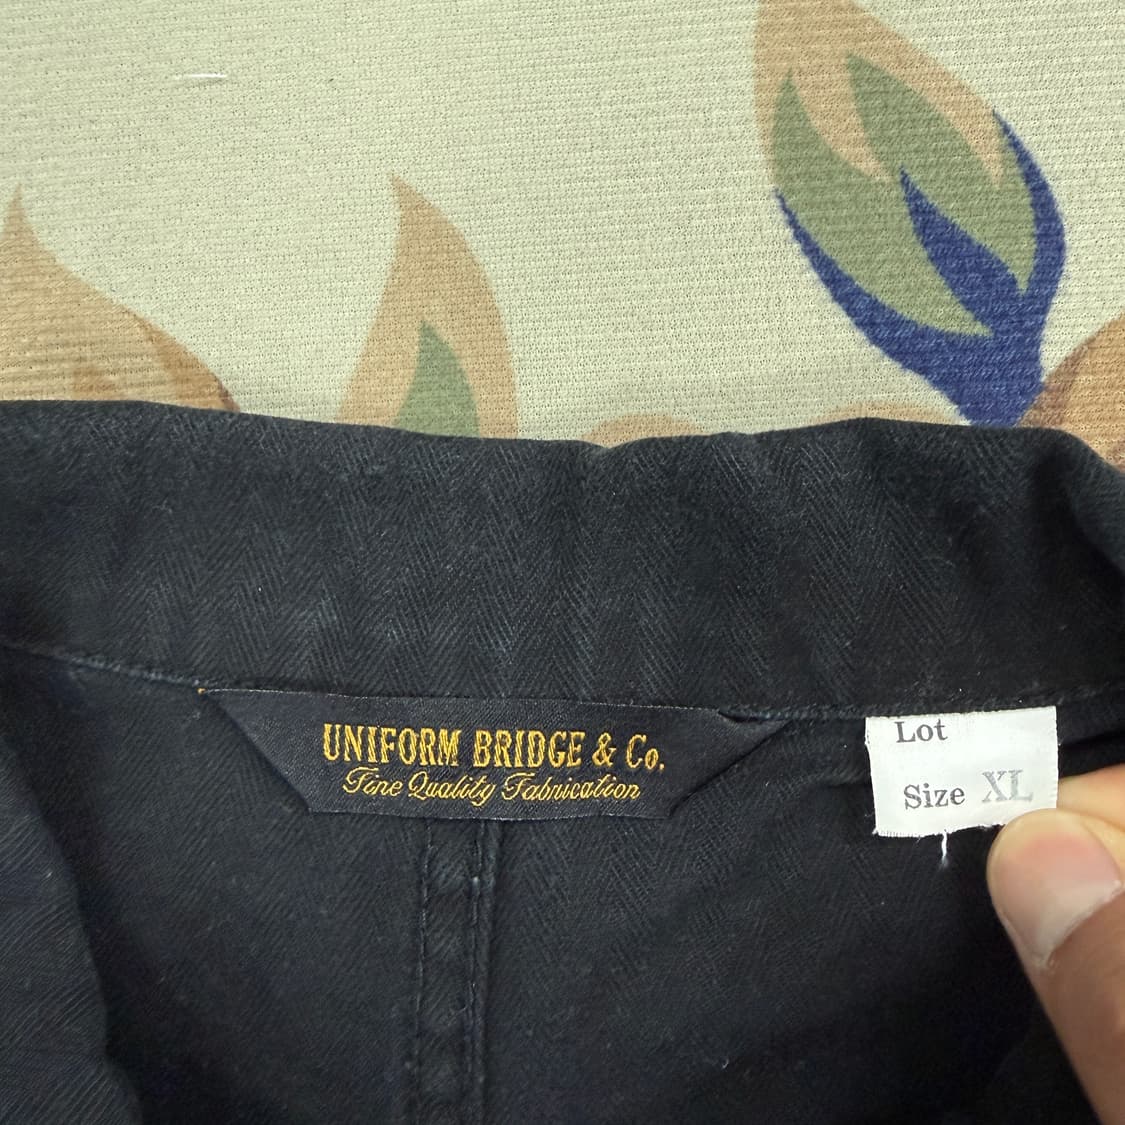 UNIFORM BRIDGE & Co.
Fine Quality Fabrication
Lot
Size XL